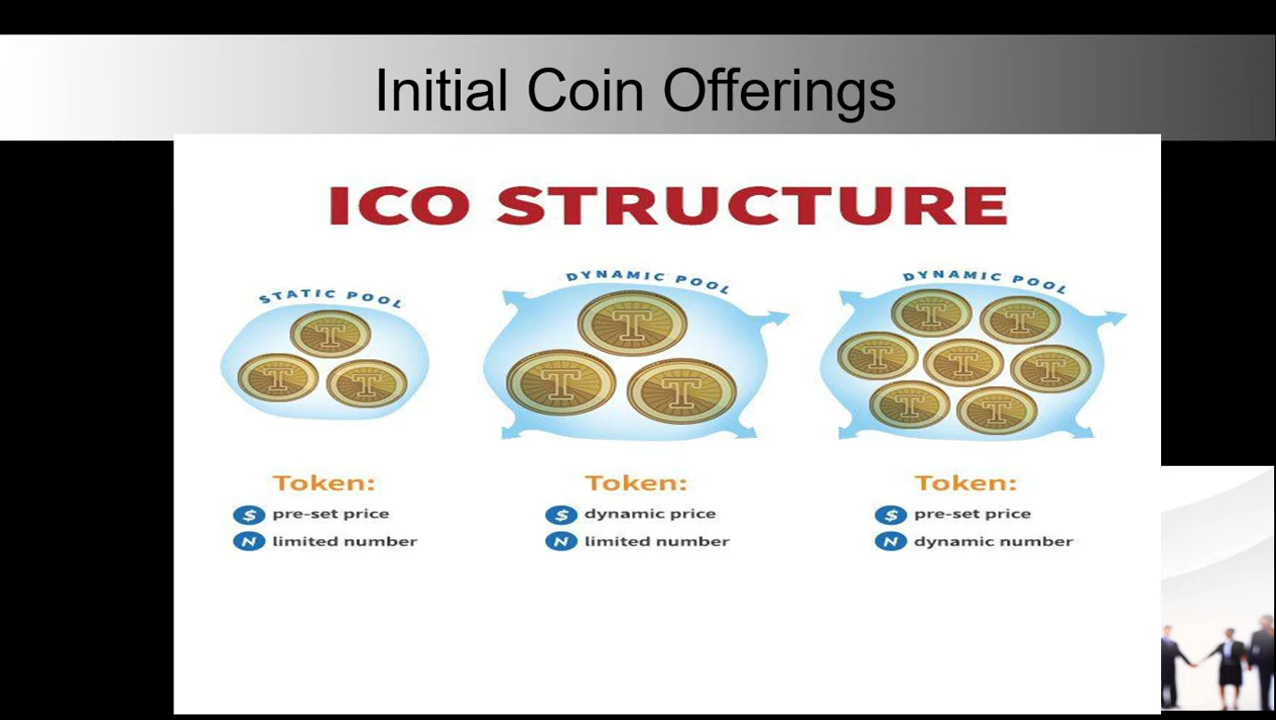 Initial Coin Offerings
ICO STRUCTURE
STATIC POOL
T
T
T
Token:
$ pre-set price
N limited number
DYNAMIC POOL
T
T
T
Token:
$ dynamic price
N limited number
DYNAMIC POOL
T
T
T
T
T
T
T
Token:
$ pre-set price
N dynamic number